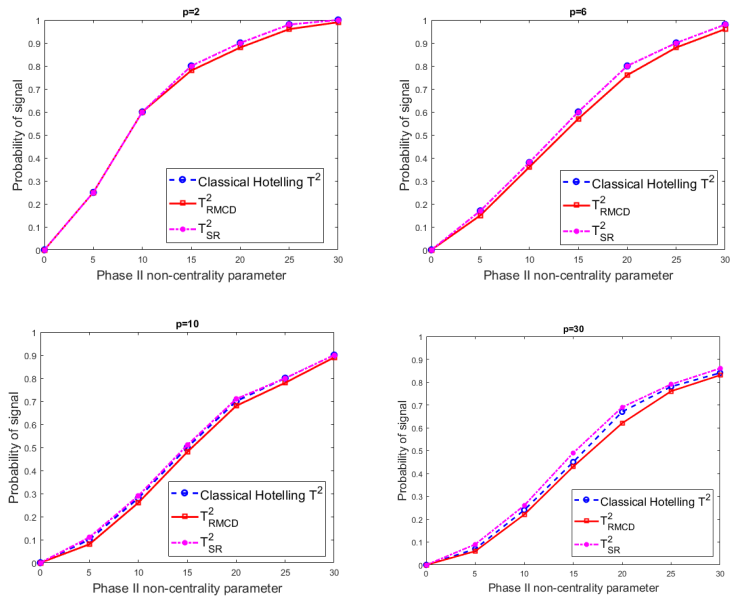 p=2
Probability of signal
1
0.9
0.8
0.7
0.6
0.5
0.4
0.3
0.2
0.1
0
0 5 10 15 20 25 30
Phase II non-centrality parameter
Classical Hotelling T²
T²RMCD
T²SR
p=6
Probability of signal
1
0.9
0.8
0.7
0.6
0.5
0.4
0.3
0.2
0.1
0
0 5 10 15 20 25 30
Phase II non-centrality parameter
Classical Hotelling T²
T²RMCD
T²SR
p=10
Probability of signal
1
0.9
0.8
0.7
0.6
0.5
0.4
0.3
0.2
0.1
0
0 5 10 15 20 25 30
Phase II non-centrality parameter
Classical Hotelling T²
T²RMCD
T²SR
p=30
Probability of signal
1
0.9
0.8
0.7
0.6
0.5
0.4
0.3
0.2
0.1
0
0 5 10 15 20 25 30
Phase II non-centrality parameter
Classical Hotelling T²
T²RMCD
T²SR